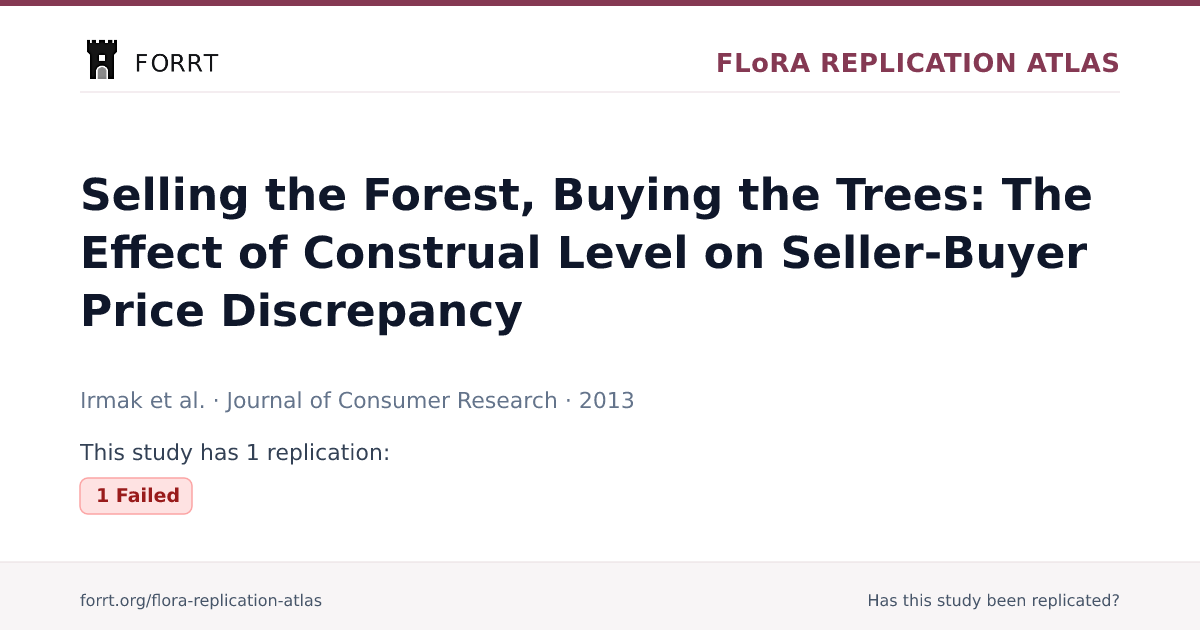 FORRT
FLoRA REPLICATION ATLAS
Selling the Forest, Buying the Trees: The
Effect of Construal Level on Seller-Buyer
Price Discrepancy
Irmak et al. · Journal of Consumer Research · 2013
This study has 1 replication:
1 Failed
forrt.org/flora-replication-atlas
Has this study been replicated?